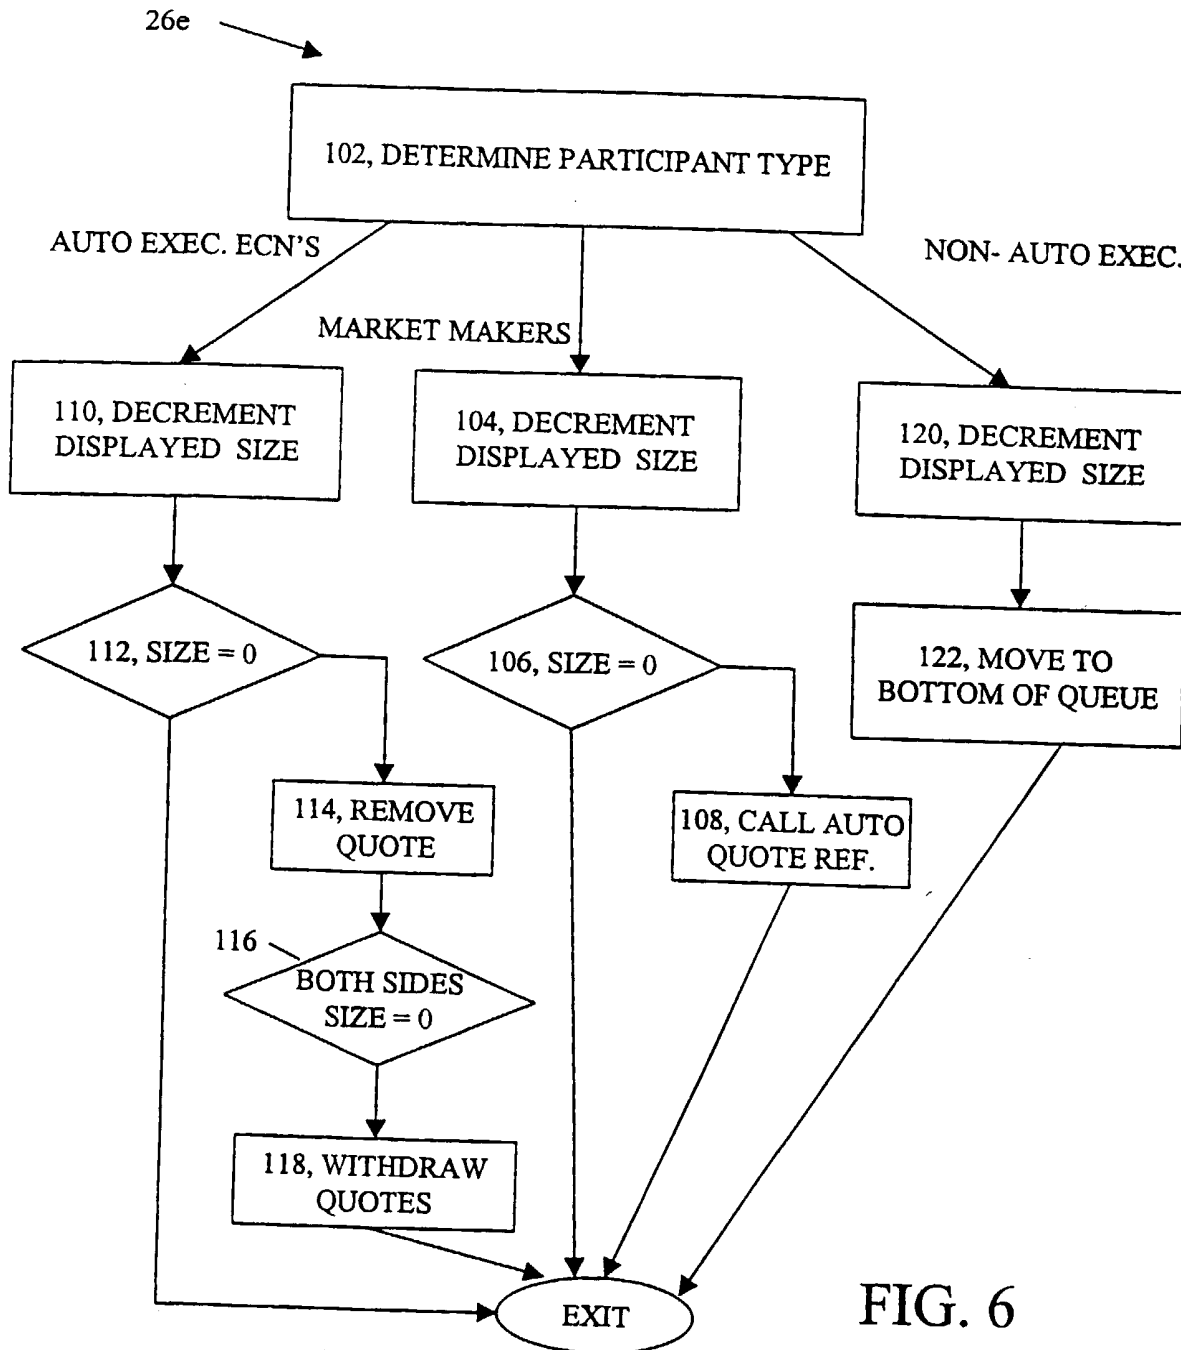 26e
102, DETERMINE PARTICIPANT TYPE
AUTO EXEC. ECN'S
NON- AUTO EXEC.
MARKET MAKERS
110, DECREMENT
DISPLAYED SIZE
104, DECREMENT
DISPLAYED SIZE
120, DECREMENT
DISPLAYED SIZE
112, SIZE = 0
106, SIZE = 0
122, MOVE TO
BOTTOM OF QUEUE
114, REMOVE
QUOTE
108, CALL AUTO
QUOTE REF.
116
BOTH SIDES
SIZE = 0
118, WITHDRAW
QUOTES
EXIT
FIG. 6